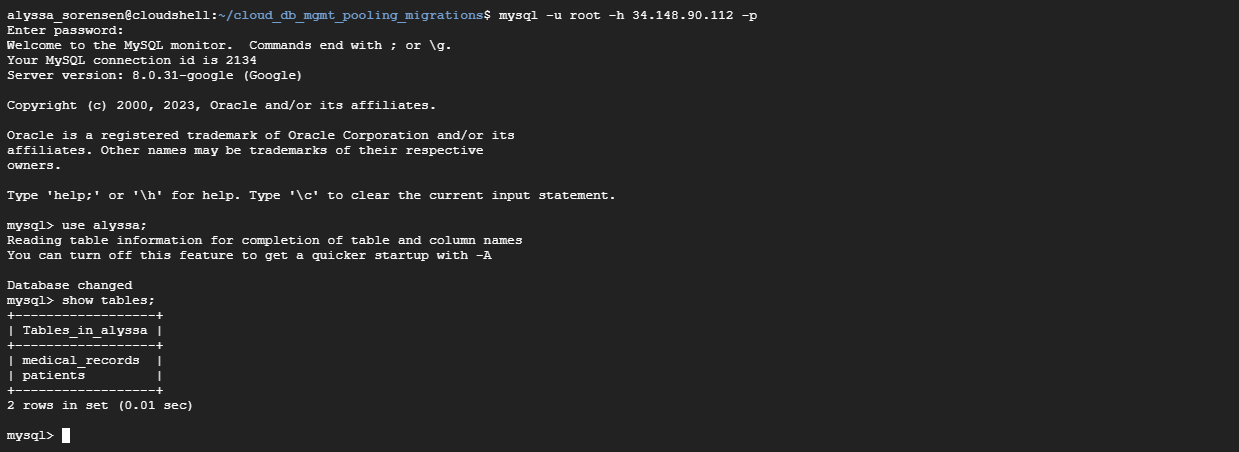 alyssa_sorensen@cloudshell:~/cloud_db_mgmt_pooling_migrations$ mysql -u root -h 34.148.90.112 -p
Enter password:
Welcome to the MySQL monitor.  Commands end with ; or \g.
Your MySQL connection id is 2134
Server version: 8.0.31-google (Google)
Copyright (c) 2000, 2023, Oracle and/or its affiliates.
Oracle is a registered trademark of Oracle Corporation and/or its
affiliates. Other names may be trademarks of their respective
owners.
Type 'help;' or '\h' for help. Type '\c' to clear the current input statement.
mysql> use alyssa;
Reading table information for completion of table and column names
You can turn off this feature to get a quicker startup with -A
Database changed
mysql> show tables;
+------------------+
| Tables_in_alyssa |
+------------------+
| medical_records  |
| patients         |
+------------------+
2 rows in set (0.01 sec)
mysql>